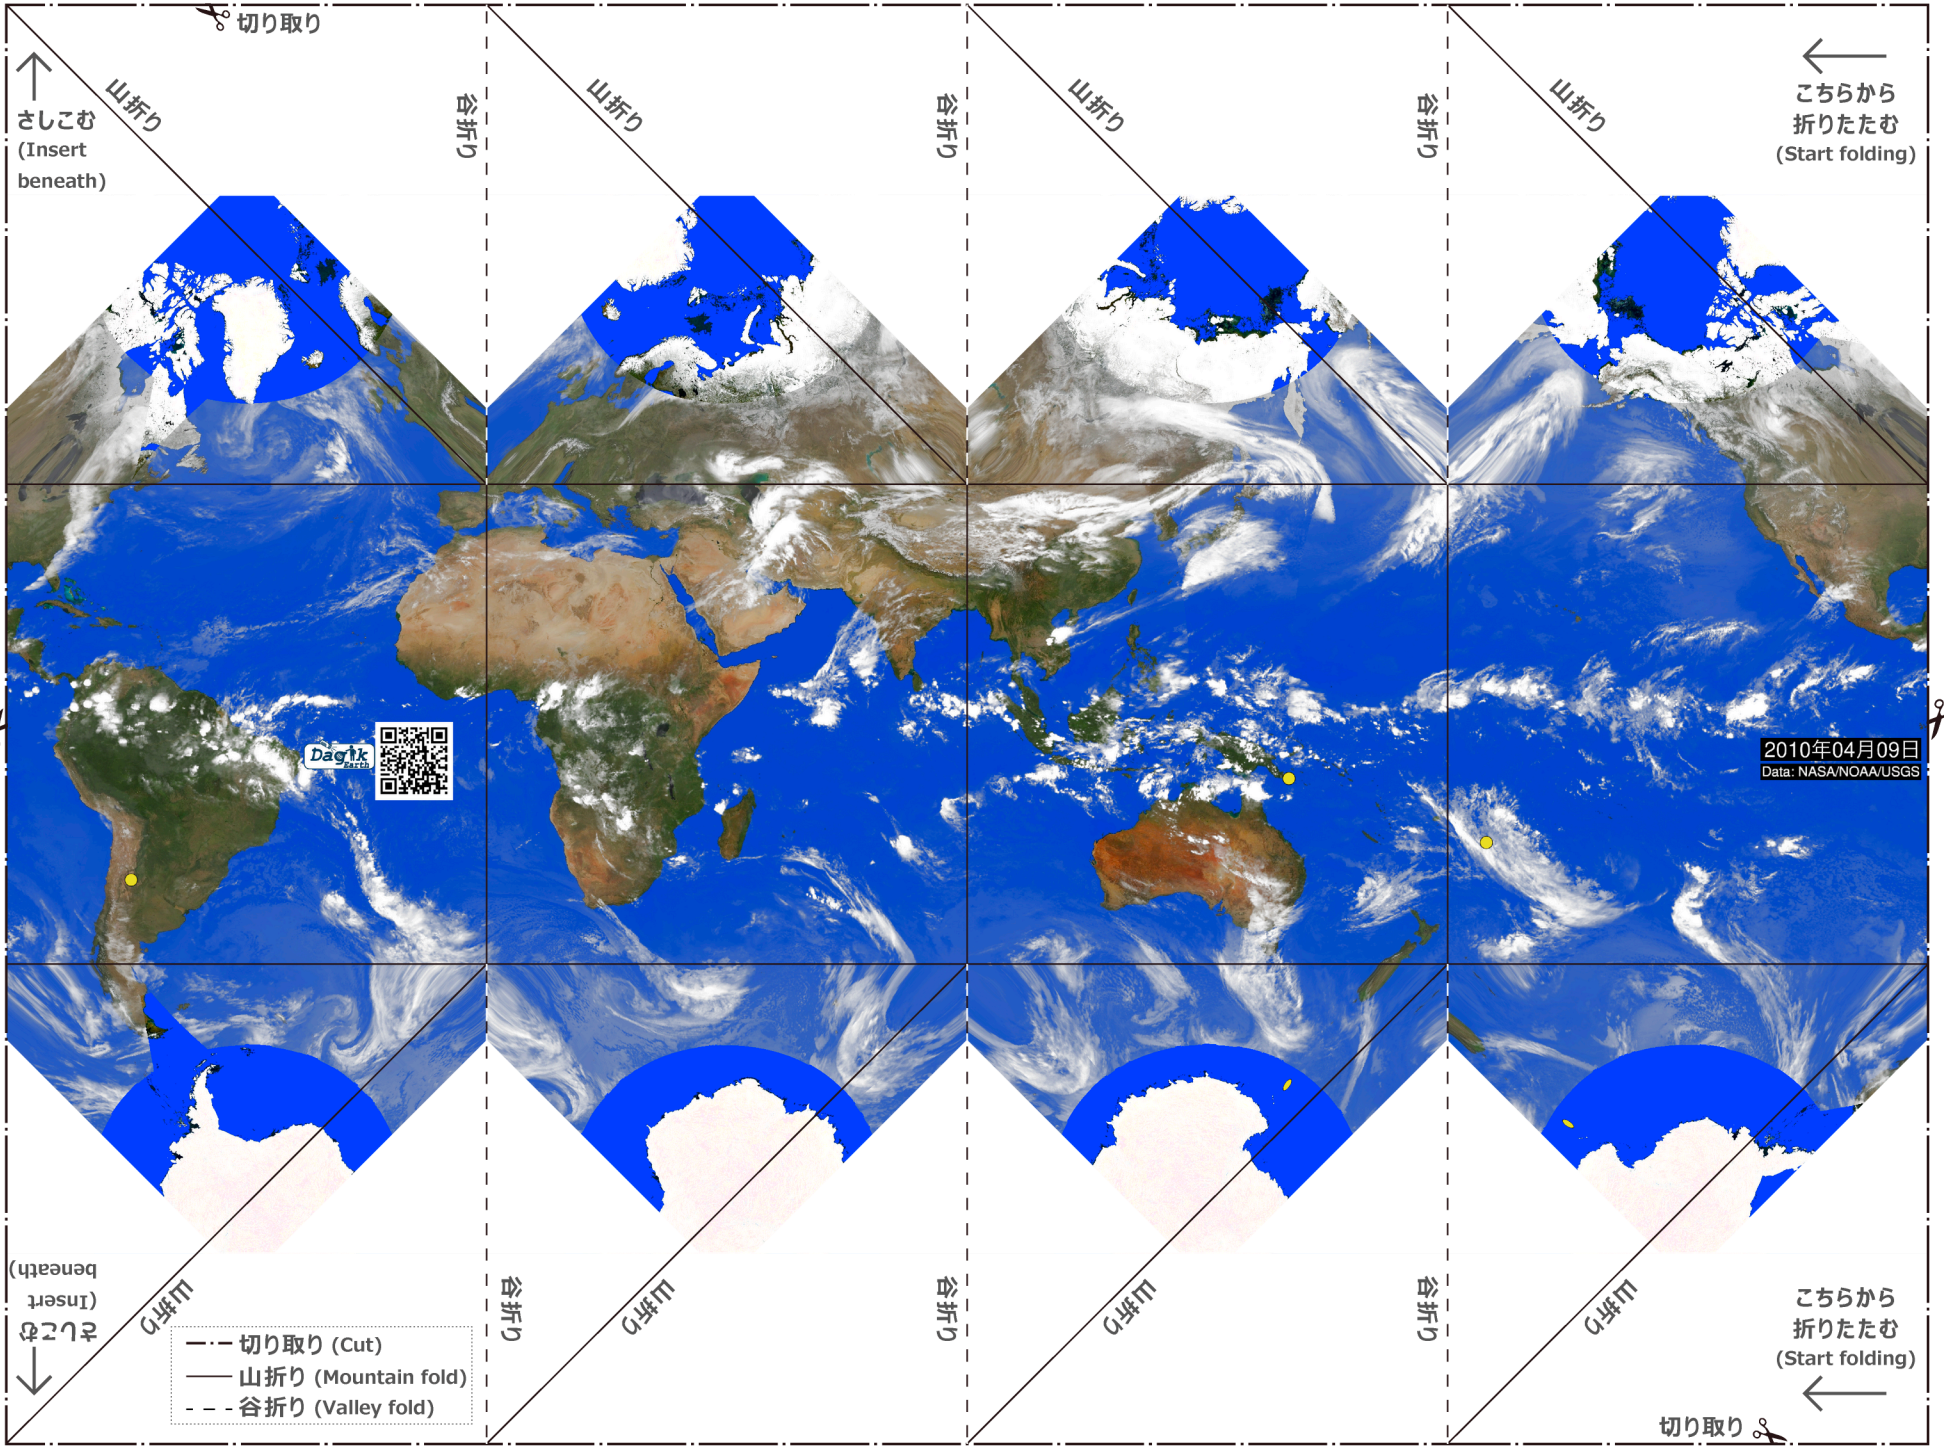 切り取り
山折り
谷折り
山折り
谷折り
山折り
谷折り
山折り
さしこむ
(Insert
beneath)
こちらから
折りたたむ
(Start folding)
Dagik
Earth
2010年04月09日
Data: NASA/NOAA/USGS
さしこむ
(Insert
beneath)
山折り
谷折り
山折り
谷折り
山折り
谷折り
山折り
こちらから
折りたたむ
(Start folding)
切り取り (Cut)
山折り (Mountain fold)
谷折り (Valley fold)
切り取り